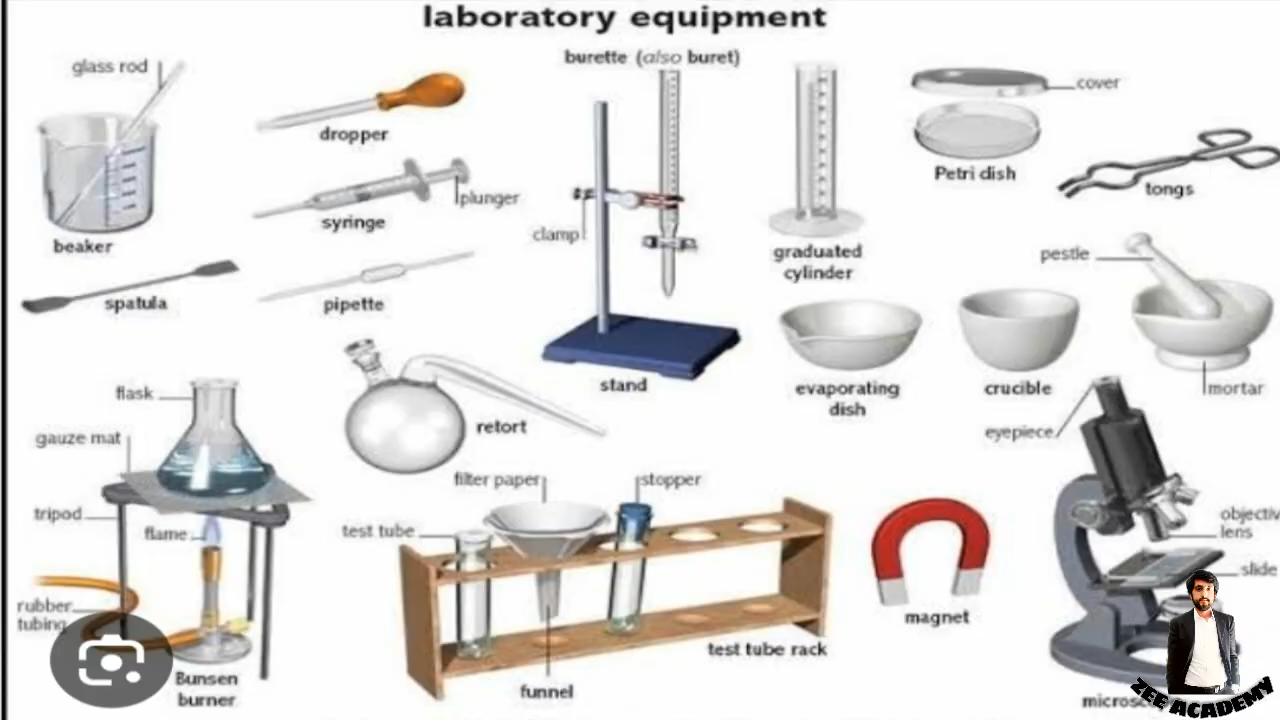 laboratory equipment
glass rod
beaker
dropper
plunger
syringe
spatula
pipette
burette (also buret)
clamp
stand
graduated
cylinder
cover
Petri dish
tongs
pestle
mortar
evaporating
dish
crucible
flask
gauze mat
tripod
flame
rubber
tubing
Bunsen
burner
retort
filter paper
stopper
test tube
funnel
test tube rack
magnet
eyepiece
objectiv
lens
slide
ZEE ACADEMY